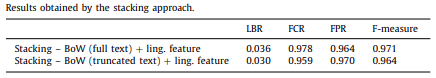 Results obtained by the stacking approach.
LBR FCR FPR F-measure
Stacking – BoW (full text) + ling. feature 0.036 0.978 0.964 0.971
Stacking – BoW (truncated text) + ling. feature 0.030 0.959 0.970 0.964